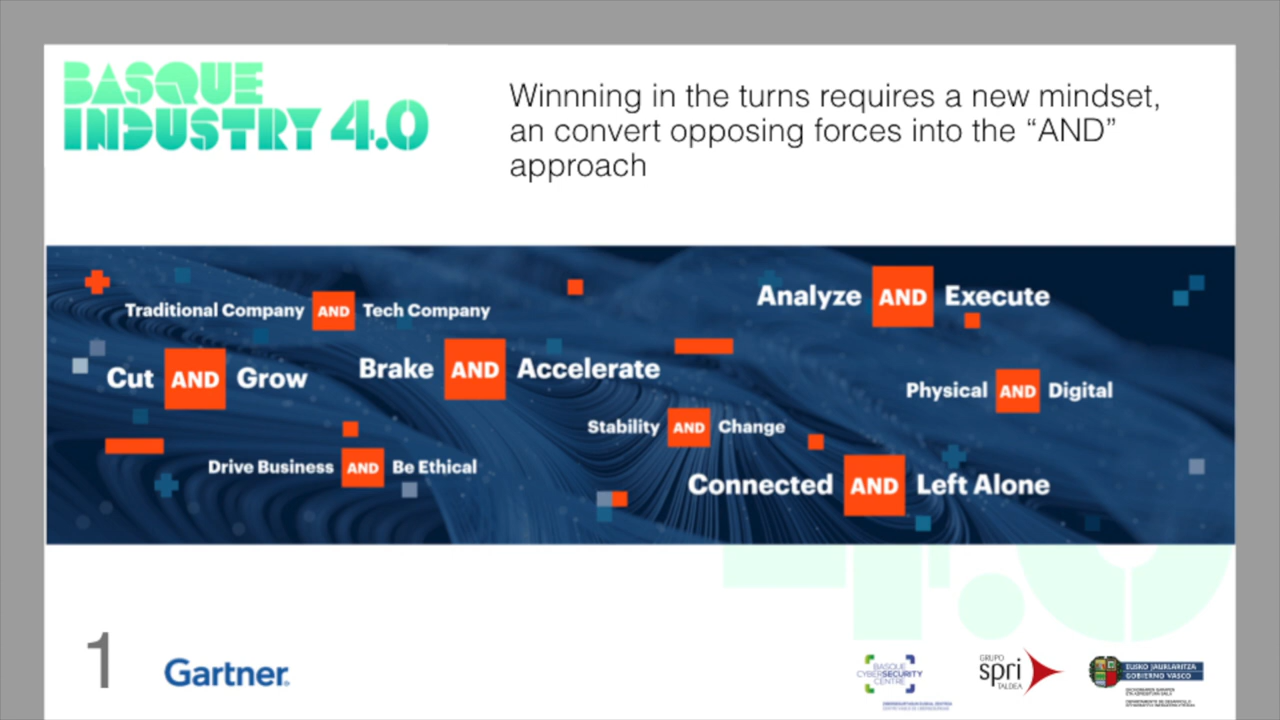 BASQUE
INDUSTRY 4.0
Winnning in the turns requires a new mindset,
an convert opposing forces into the “AND”
approach
Traditional Company AND Tech Company
Analyze AND Execute
Cut AND Grow
Brake AND Accelerate
Physical AND Digital
Stability AND Change
Drive Business AND Be Ethical
Connected AND Left Alone
4.0
1
Gartner
BASQUE
CYBERSECURITY
CENTRE
GRUPO
spri
TALDEA
EUSKO JAURLARITZA
GOBIERNO VASCO